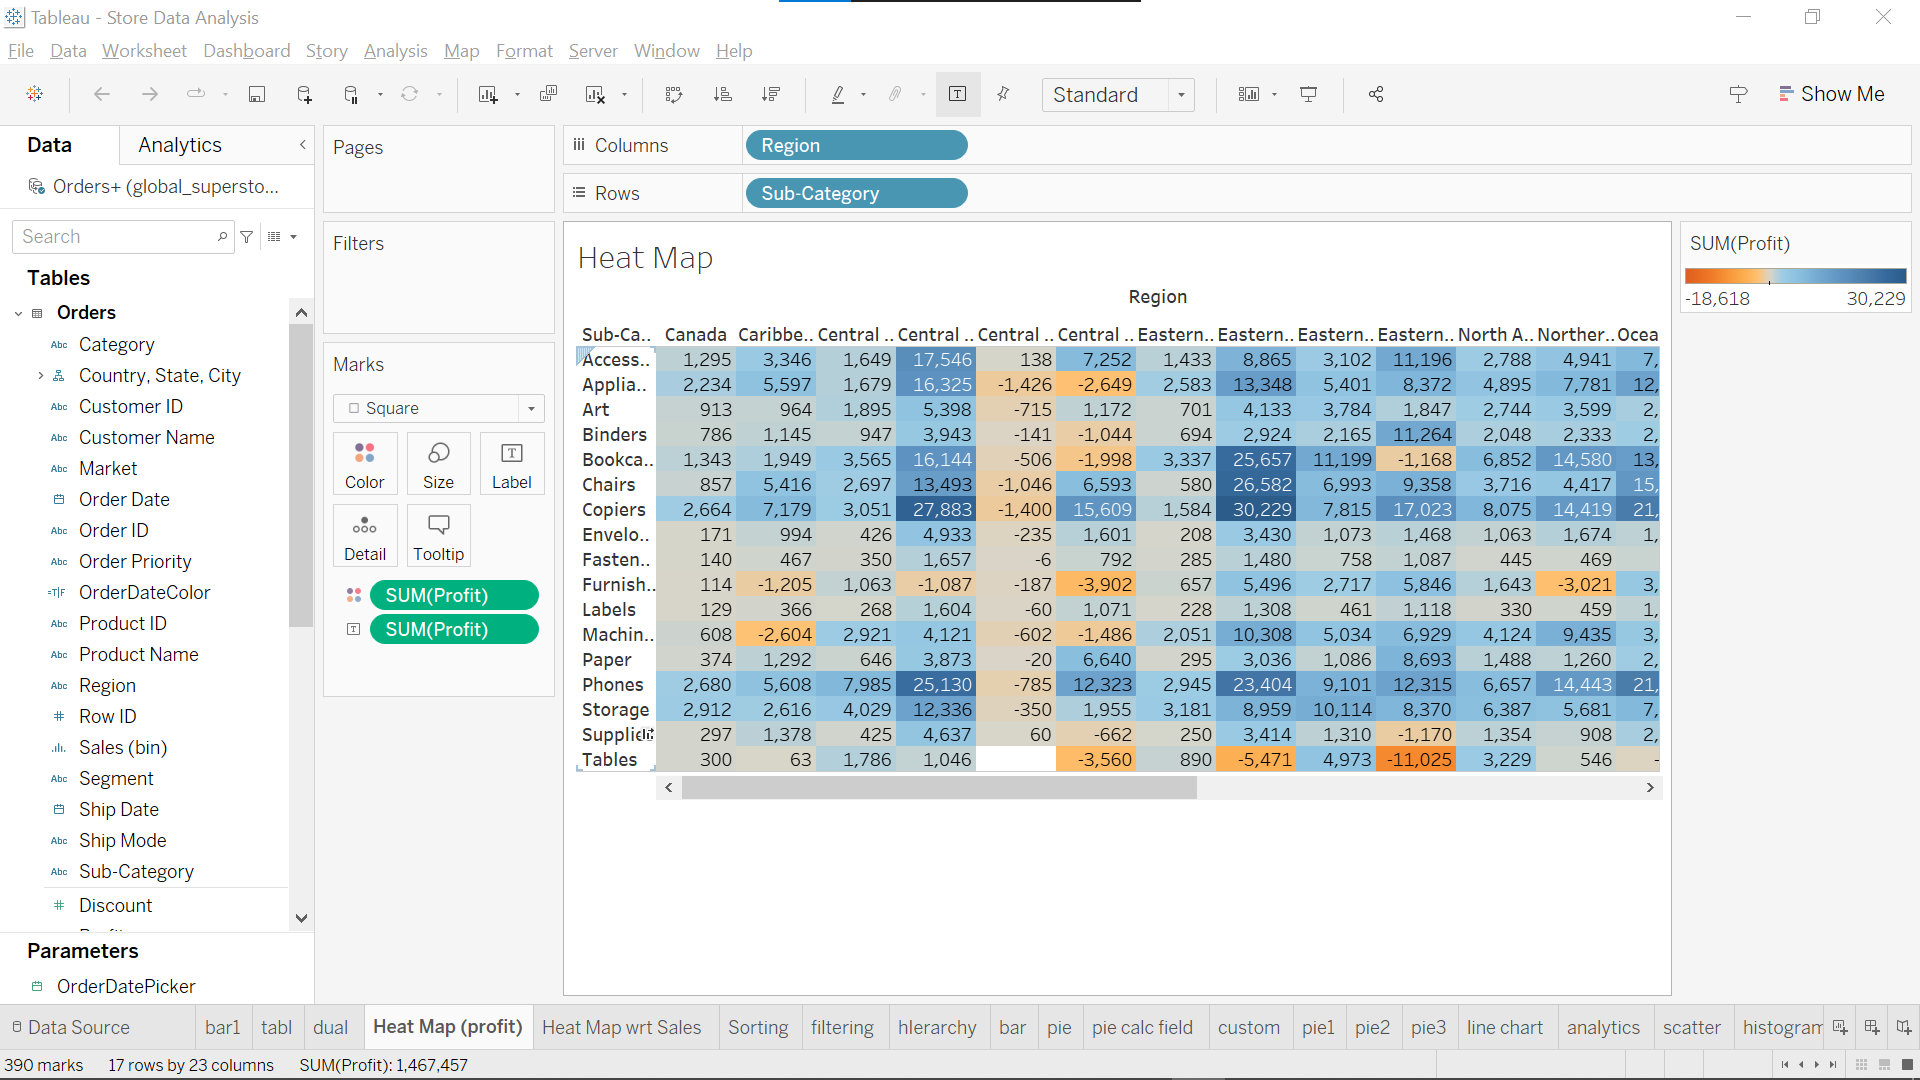 Tableau - Store Data Analysis
File Data Worksheet Dashboard Story Analysis Map Format Server Window Help
Standard
Show Me
Data Analytics
Orders+ (global_supersto...
Search
Tables
Orders
Abc Category
Country, State, City
Abc Customer ID
Abc Customer Name
Abc Market
Order Date
Abc Order ID
Abc Order Priority
=T|F OrderDateColor
Abc Product ID
Abc Product Name
Abc Region
# Row ID
Sales (bin)
Abc Segment
Ship Date
Abc Ship Mode
Abc Sub-Category
# Discount
Parameters
OrderDatePicker
Pages
Filters
Marks
Square
Color Size Label
Detail Tooltip
SUM(Profit)
SUM(Profit)
Columns Region
Rows Sub-Category
Heat Map
Region
Sub-Ca.. Canada Caribbe.. Central .. Central .. Central .. Central .. Eastern.. Eastern.. Eastern.. Eastern.. North A.. Norther.. Ocea
Access.. 1,295 3,346 1,649 17,546 138 7,252 1,433 8,865 3,102 11,196 2,788 4,941 7,
Applia.. 2,234 5,597 1,679 16,325 -1,426 -2,649 2,583 13,348 5,401 8,372 4,895 7,781 12,
Art 913 964 1,895 5,398 -715 1,172 701 4,133 3,784 1,847 2,744 3,599 2,
Binders 786 1,145 947 3,943 -141 -1,044 694 2,924 2,165 11,264 2,048 2,333 2,
Bookca.. 1,343 1,949 3,565 16,144 -506 -1,998 3,337 25,657 11,199 -1,168 6,852 14,580 13,
Chairs 857 5,416 2,697 13,493 -1,046 6,593 580 26,582 6,993 9,358 3,716 4,417 15,
Copiers 2,664 7,179 3,051 27,883 -1,400 15,609 1,584 30,229 7,815 17,023 8,075 14,419 21,
Envelo.. 171 994 426 4,933 -235 1,601 208 3,430 1,073 1,468 1,063 1,674 1,
Fasten.. 140 467 350 1,657 -6 792 285 1,480 758 1,087 445 469
Furnish.. 114 -1,205 1,063 -1,087 -187 -3,902 657 5,496 2,717 5,846 1,643 -3,021 3,
Labels 129 366 268 1,604 -60 1,071 228 1,308 461 1,118 330 459 1,
Machin.. 608 -2,604 2,921 4,121 -602 -1,486 2,051 10,308 5,034 6,929 4,124 9,435 3,
Paper 374 1,292 646 3,873 -20 6,640 295 3,036 1,086 8,693 1,488 1,260 2,
Phones 2,680 5,608 7,985 25,130 -785 12,323 2,945 23,404 9,101 12,315 6,657 14,443 21,
Storage 2,912 2,616 4,029 12,336 -350 1,955 3,181 8,959 10,114 8,370 6,387 5,681 7,
Supplie 297 1,378 425 4,637 60 -662 250 3,414 1,310 -1,170 1,354 908 2,
Tables 300 63 1,786 1,046 -3,560 890 -5,471 4,973 -11,025 3,229 546 -
SUM(Profit)
-18,618 30,229
Data Source bar1 tabl dual Heat Map (profit) Heat Map wrt Sales Sorting filtering hIerarchy bar pie pie calc field custom pie1 pie2 pie3 line chart analytics scatter histogram
390 marks 17 rows by 23 columns SUM(Profit): 1,467,457